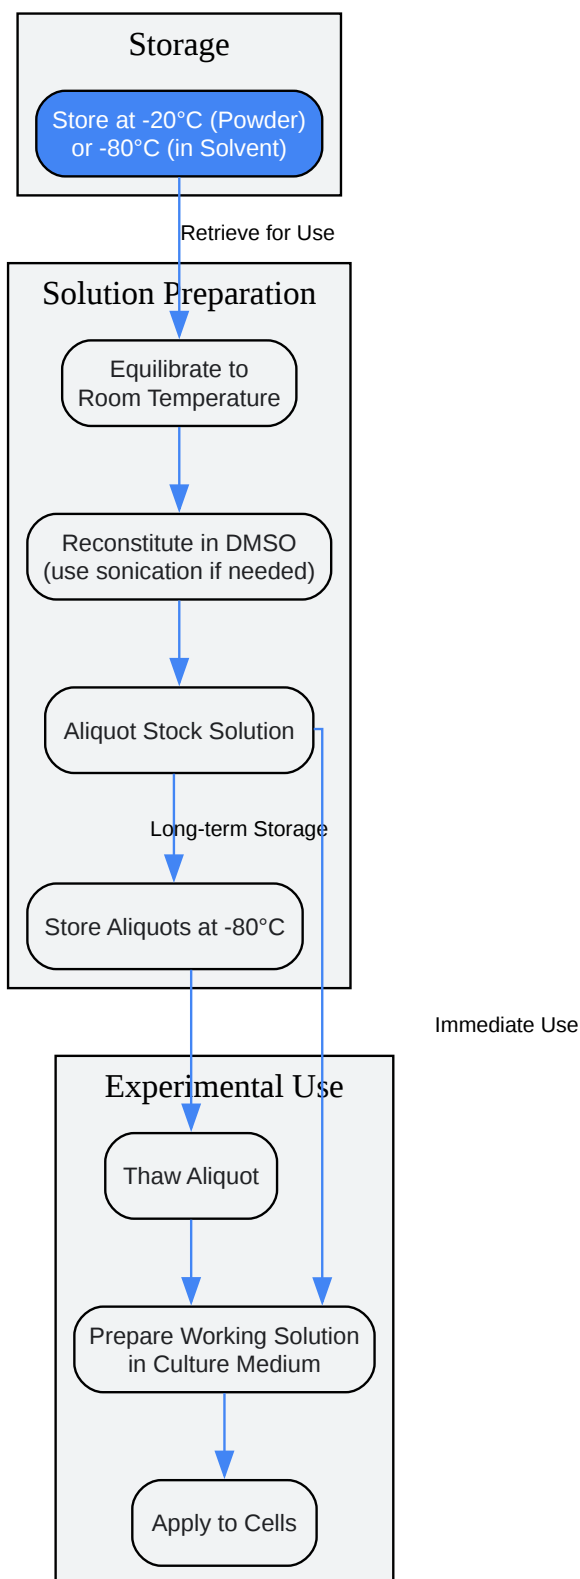 Storage
Store at -20°C (Powder)
or -80°C (in Solvent)
Retrieve for Use
Solution Preparation
Equilibrate to
Room Temperature
Reconstitute in DMSO
(use sonication if needed)
Aliquot Stock Solution
Long-term Storage
Store Aliquots at -80°C
Immediate Use
Experimental Use
Thaw Aliquot
Prepare Working Solution
in Culture Medium
Apply to Cells